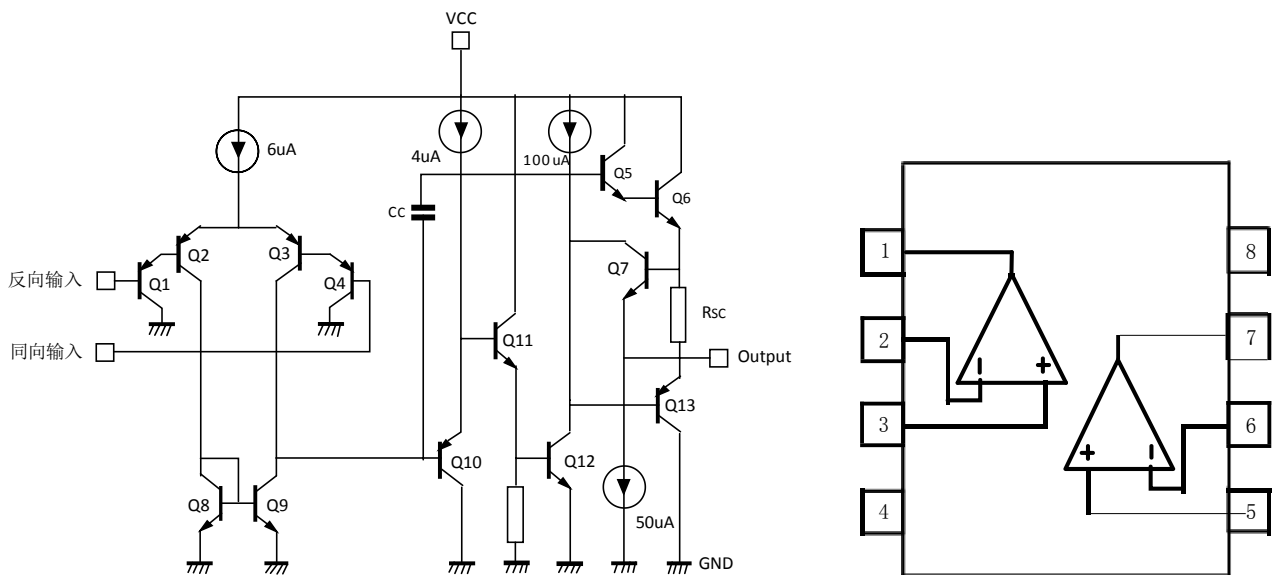 VCC
6uA
4uA
100 uA
Q5
Q6
CC
Q2
Q3
Q7
反向输入
Q1
Q4
Rsc
Q11
同向输入
Output
Q13
Q10
Q12
Q8
Q9
50uA
GND
1
8
2
7
3
6
4
5
- +
+ -